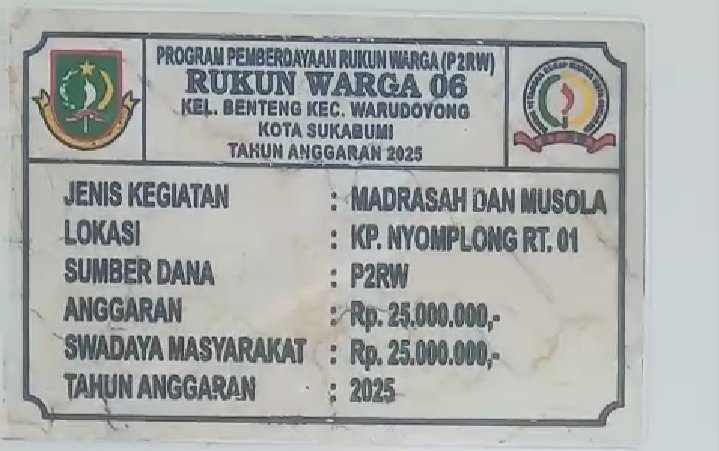 PROGRAM PEMBERDAYAAN RUKUN WARGA (P2RW)
RUKUN WARGA 06
KEL. BENTENG KEC. WARUDOYONG
KOTA SUKABUMI
TAHUN ANGGARAN 2025
JENIS KEGIATAN : MADRASAH DAN MUSOLA
LOKASI : KP. NYOMPLONG RT. 01
SUMBER DANA : P2RW
ANGGARAN : Rp. 25.000.000,-
SWADAYA MASYARAKAT : Rp. 25.000.000,-
TAHUN ANGGARAN : 2025